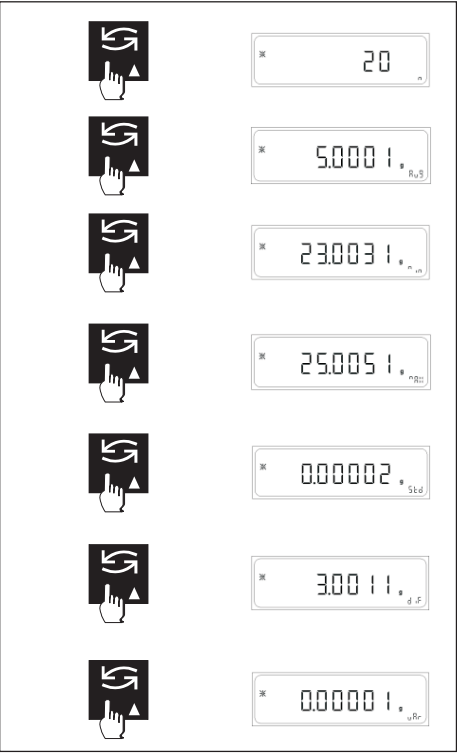 20 n
5.0001 g Avg
23.0031 g min
25.0051 g mAx
0.00002 g Std
3.0011 g diF
0.00001 g vAr